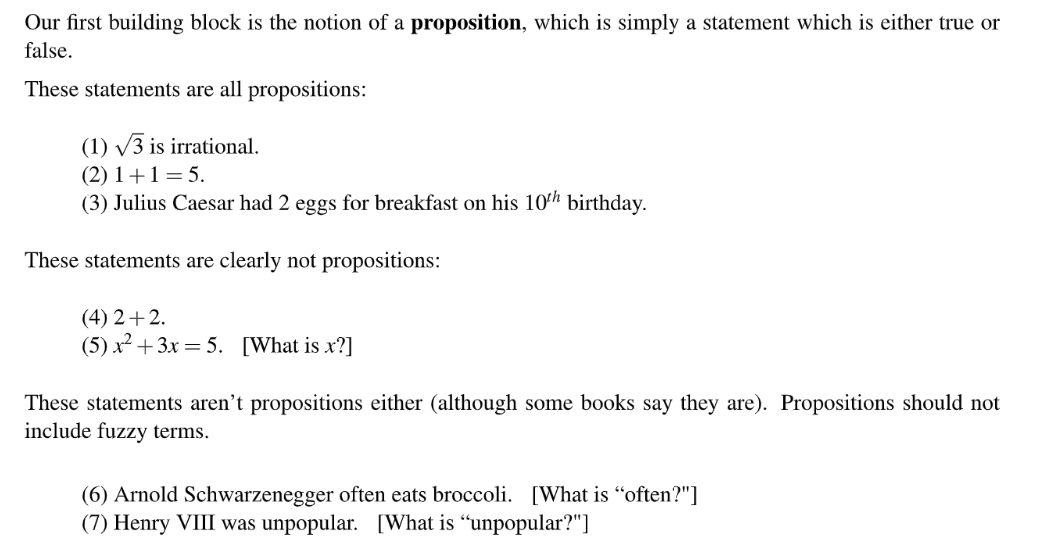 Our first building block is the notion of a proposition, which is simply a statement which is either true or
false.
These statements are all propositions:
(1) √3 is irrational.
(2) 1+1 = 5.
(3) Julius Caesar had 2 eggs for breakfast on his 10th birthday.
These statements are clearly not propositions:
(4) 2+2.
(5) x² +3x = 5. [What is x?]
These statements aren't propositions either (although some books say they are). Propositions should not
include fuzzy terms.
(6) Arnold Schwarzenegger often eats broccoli. [What is “often?"]
(7) Henry VIII was unpopular. [What is “unpopular?"]